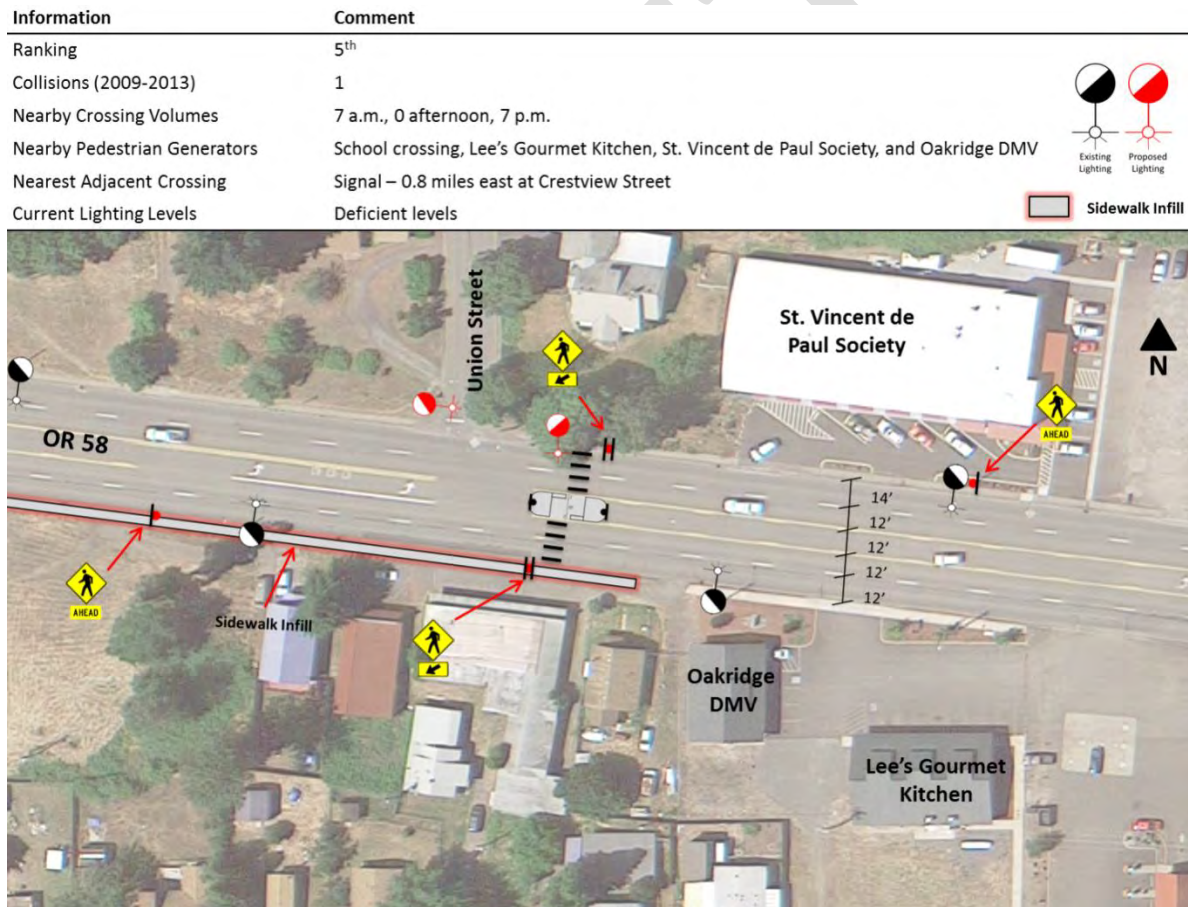 Information Comment
Ranking 5th
Collisions (2009-2013) 1
Nearby Crossing Volumes 7 a.m., 0 afternoon, 7 p.m.
Nearby Pedestrian Generators School crossing, Lee's Gourmet Kitchen, St. Vincent de Paul Society, and Oakridge DMV
Nearest Adjacent Crossing Signal – 0.8 miles east at Crestview Street
Current Lighting Levels Deficient levels
Existing
Lighting
Proposed
Lighting
Sidewalk Infill
Union Street
St. Vincent de
Paul Society
N
AHEAD
OR 58
14'
12'
12'
12'
12'
AHEAD
Sidewalk Infill
Oakridge
DMV
Lee's Gourmet
Kitchen